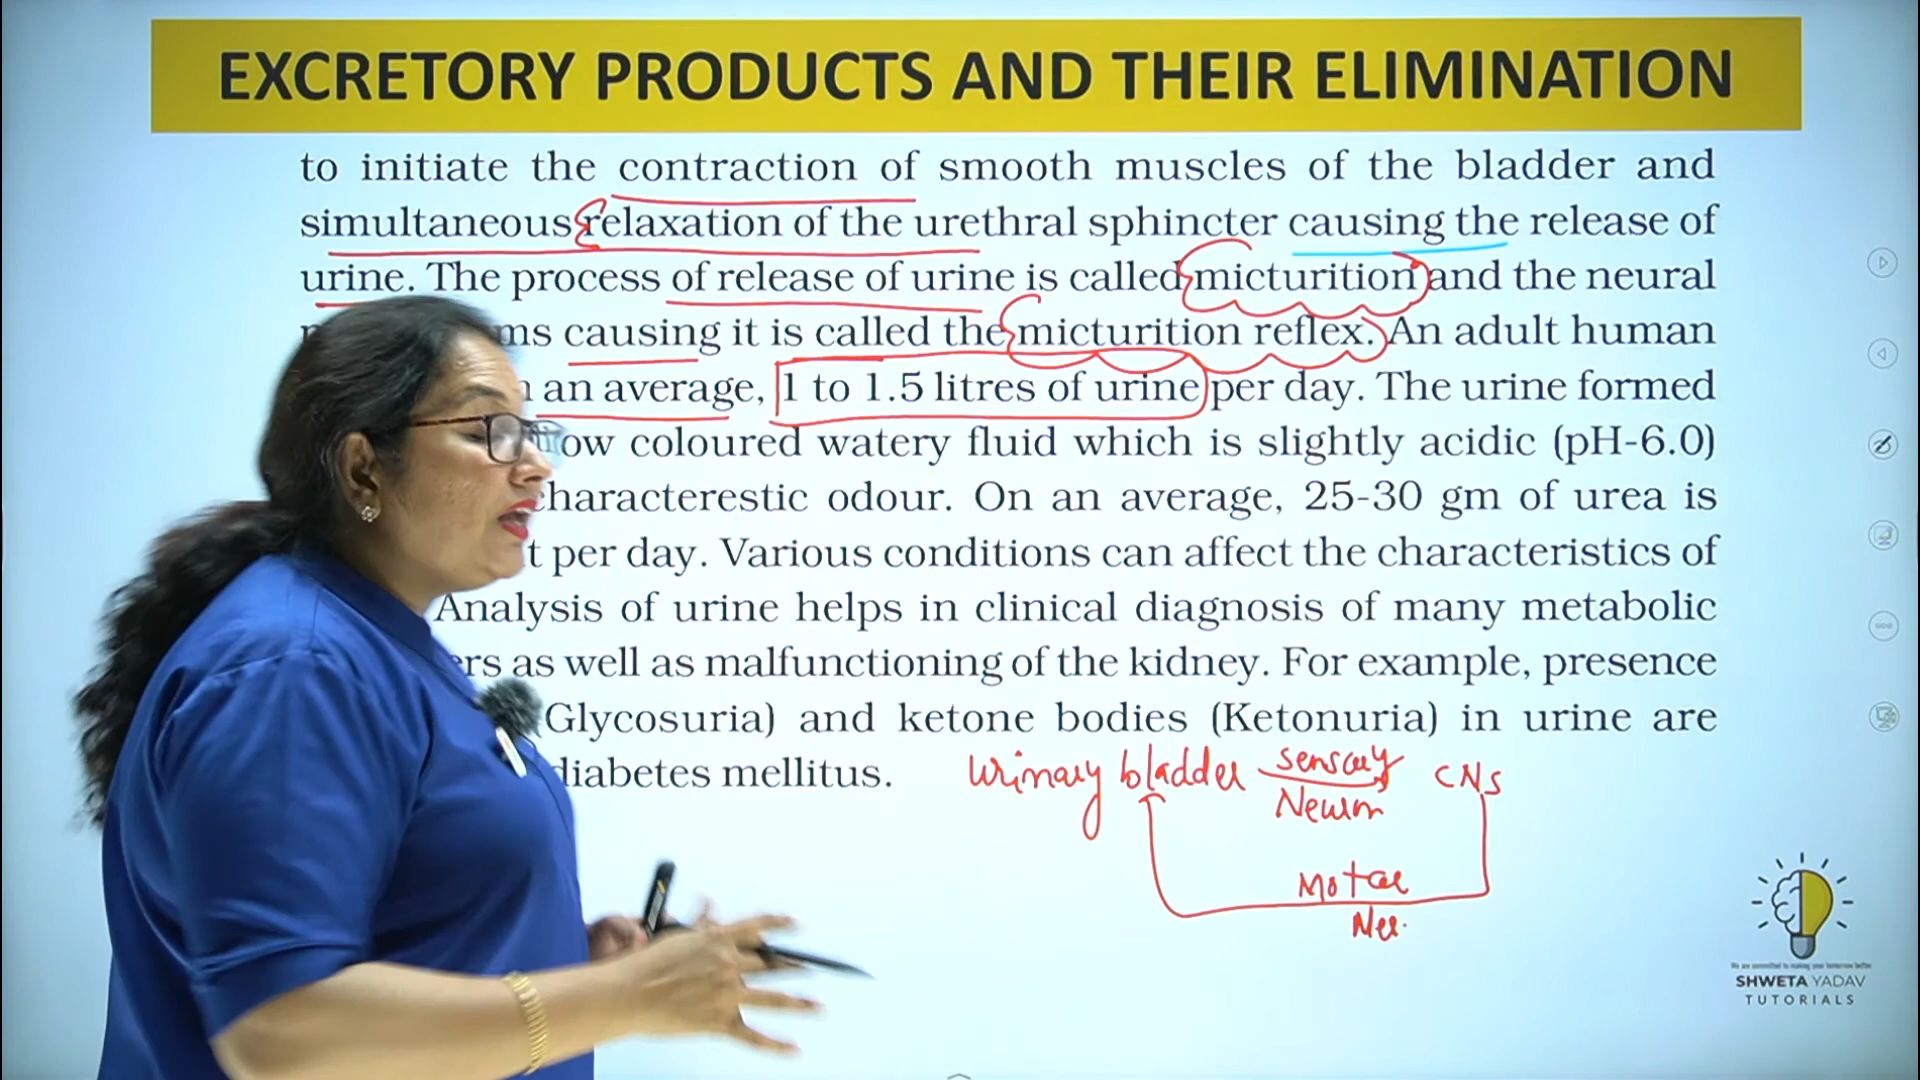 EXCRETORY PRODUCTS AND THEIR ELIMINATION
to initiate the contraction of smooth muscles of the bladder and
simultaneous relaxation of the urethral sphincter causing the release of
urine. The process of release of urine is called micturition and the neural
causing it is called the micturition reflex. An adult human
an average, 1 to 1.5 litres of urine per day. The urine formed
coloured watery fluid which is slightly acidic (pH-6.0)
characterestic odour. On an average, 25-30 gm of urea is
per day. Various conditions can affect the characteristics of
Analysis of urine helps in clinical diagnosis of many metabolic
as well as malfunctioning of the kidney. For example, presence
Glycosuria) and ketone bodies (Ketonuria) in urine are
diabetes mellitus.
Urinary bladder sensory CNS
Motor
SHWETA YADAV
TUTORIALS